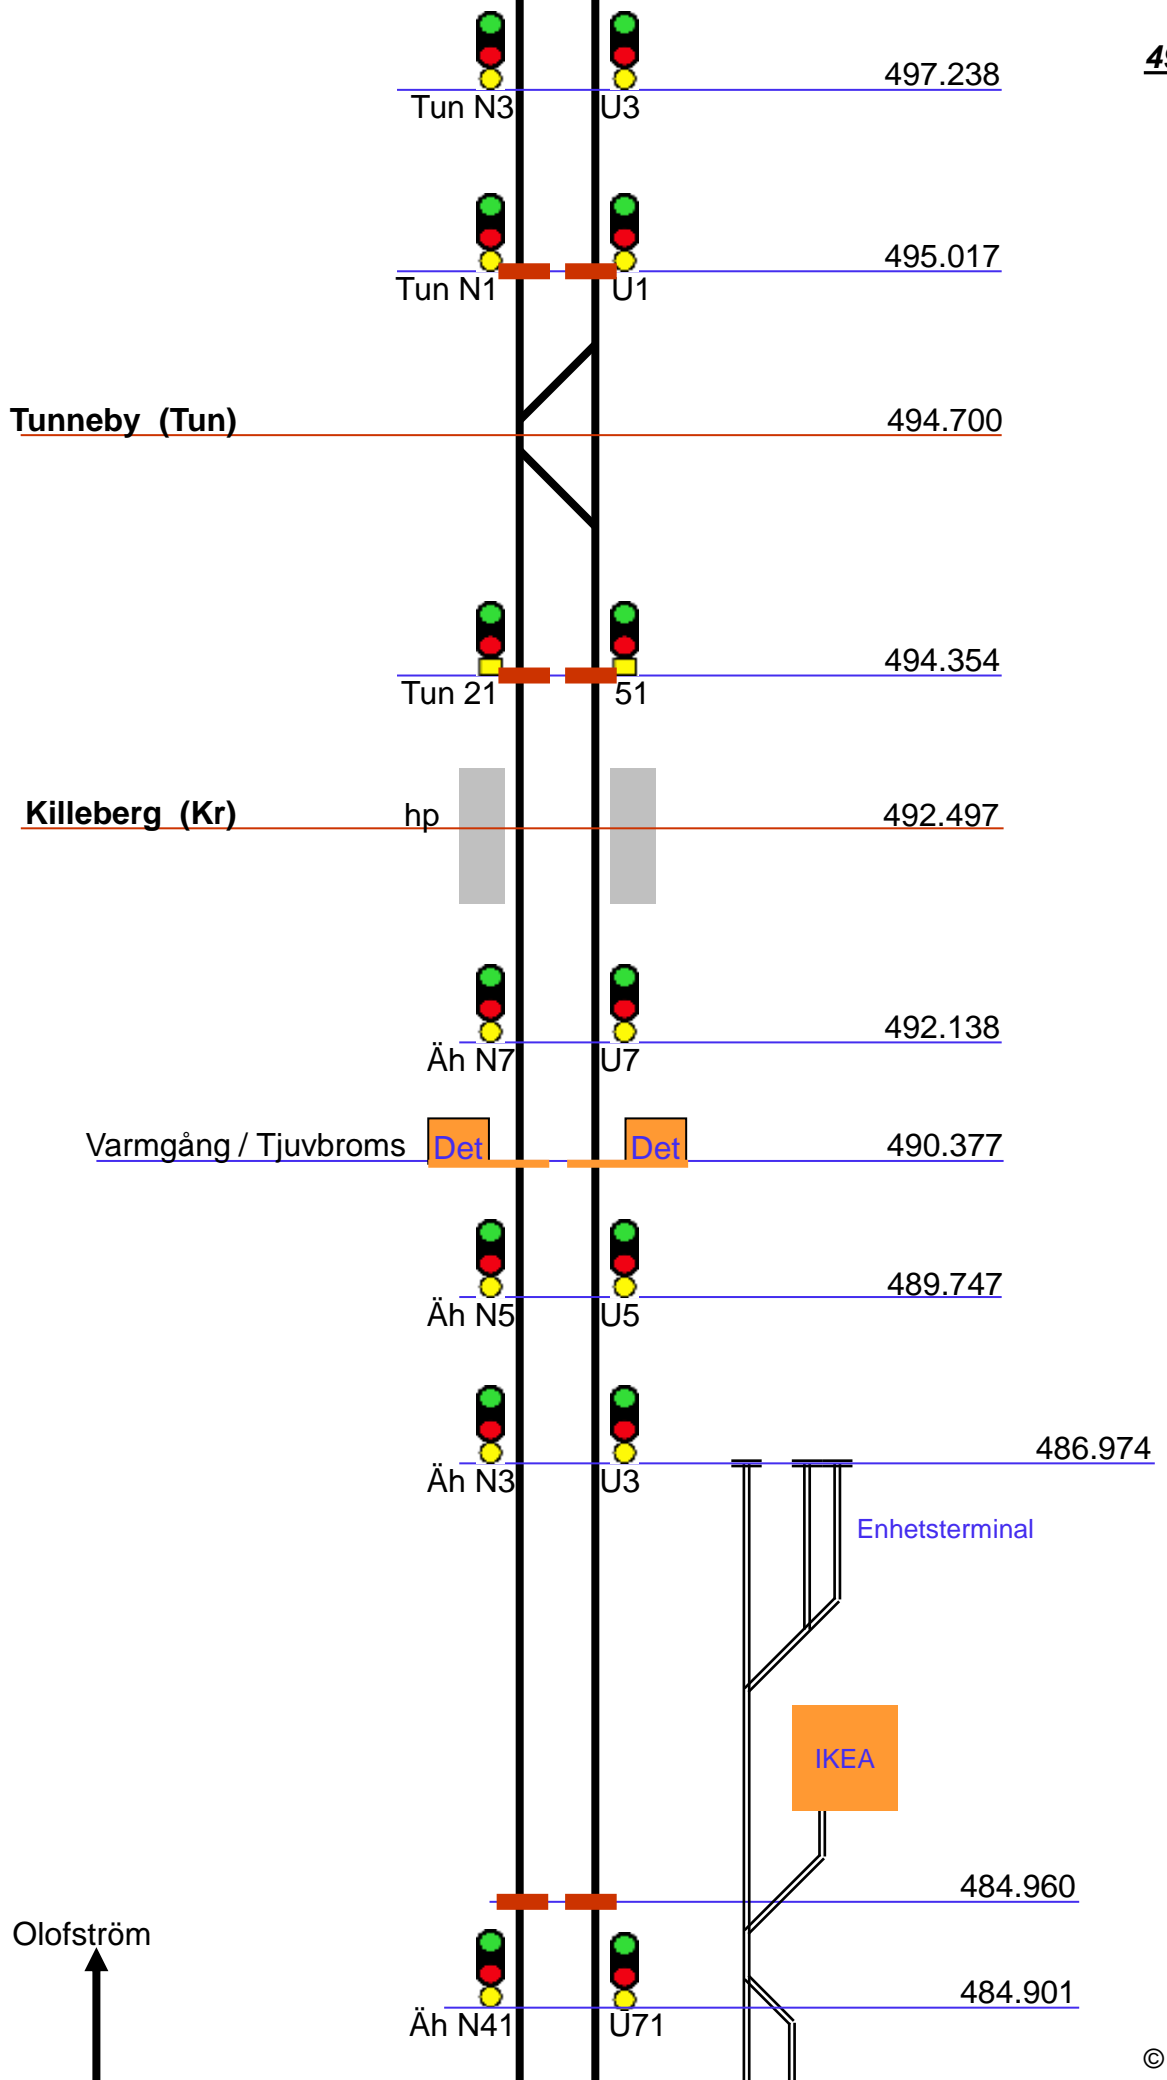 49
497.238
Tun N3 U3
495.017
Tun N1 U1
Tunneby (Tun) 494.700
494.354
Tun 21 51
Killeberg (Kr) hp 492.497
492.138
Äh N7 U7
Varmgång / Tjuvbroms Det Det 490.377
489.747
Äh N5 U5
486.974
Äh N3 U3
Enhetsterminal
IKEA
484.960
Olofström
484.901
Äh N41 U71
©